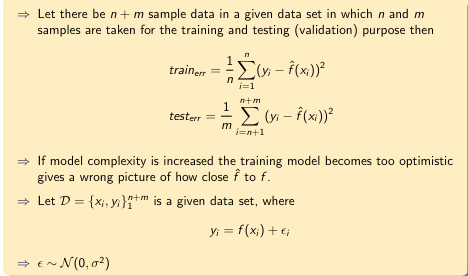 ⇒ Let there be n + m sample data in a given data set in which n and m
samples are taken for the training and testing (validation) purpose then
train_err = 1/n ∑_{i=1}^{n} (y_i − f̂(x_i))²
test_err = 1/m ∑_{i=n+1}^{n+m} (y_i − f̂(x_i))²
⇒ If model complexity is increased the training model becomes too optimistic
gives a wrong picture of how close f̂ to f.
⇒ Let 𝒟 = {x_i, y_i}_1^{n+m} is a given data set, where
y_i = f(x_i) + ϵ_i
⇒ ϵ ∼ 𝒩(0, σ²)